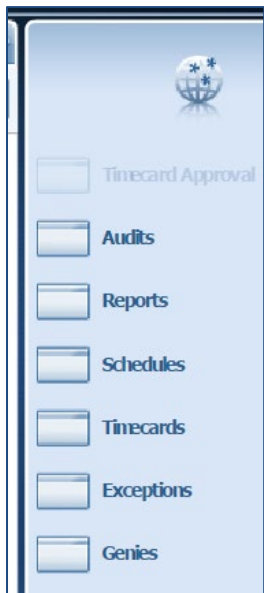 Timecard Approval
Audits
Reports
Schedules
Timecards
Exceptions
Genies